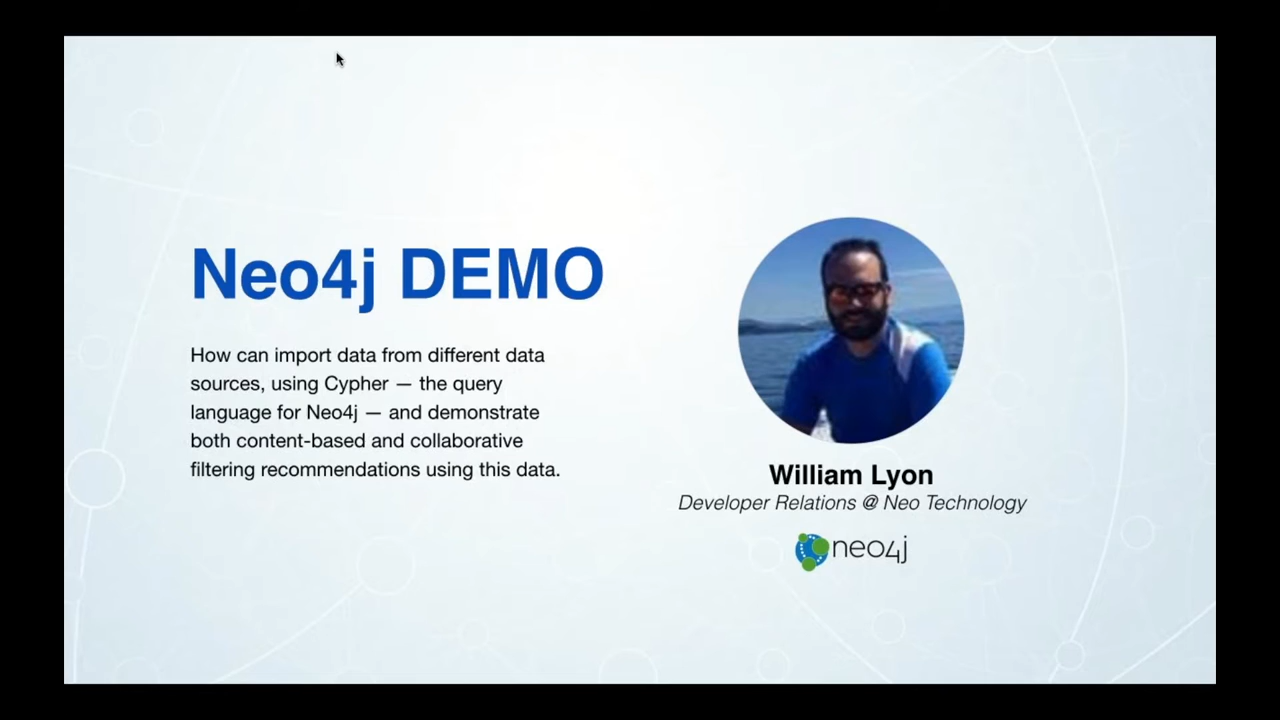 Neo4j DEMO
How can import data from different data
sources, using Cypher — the query
language for Neo4j — and demonstrate
both content-based and collaborative
filtering recommendations using this data.
William Lyon
Developer Relations @ Neo Technology
neo4j